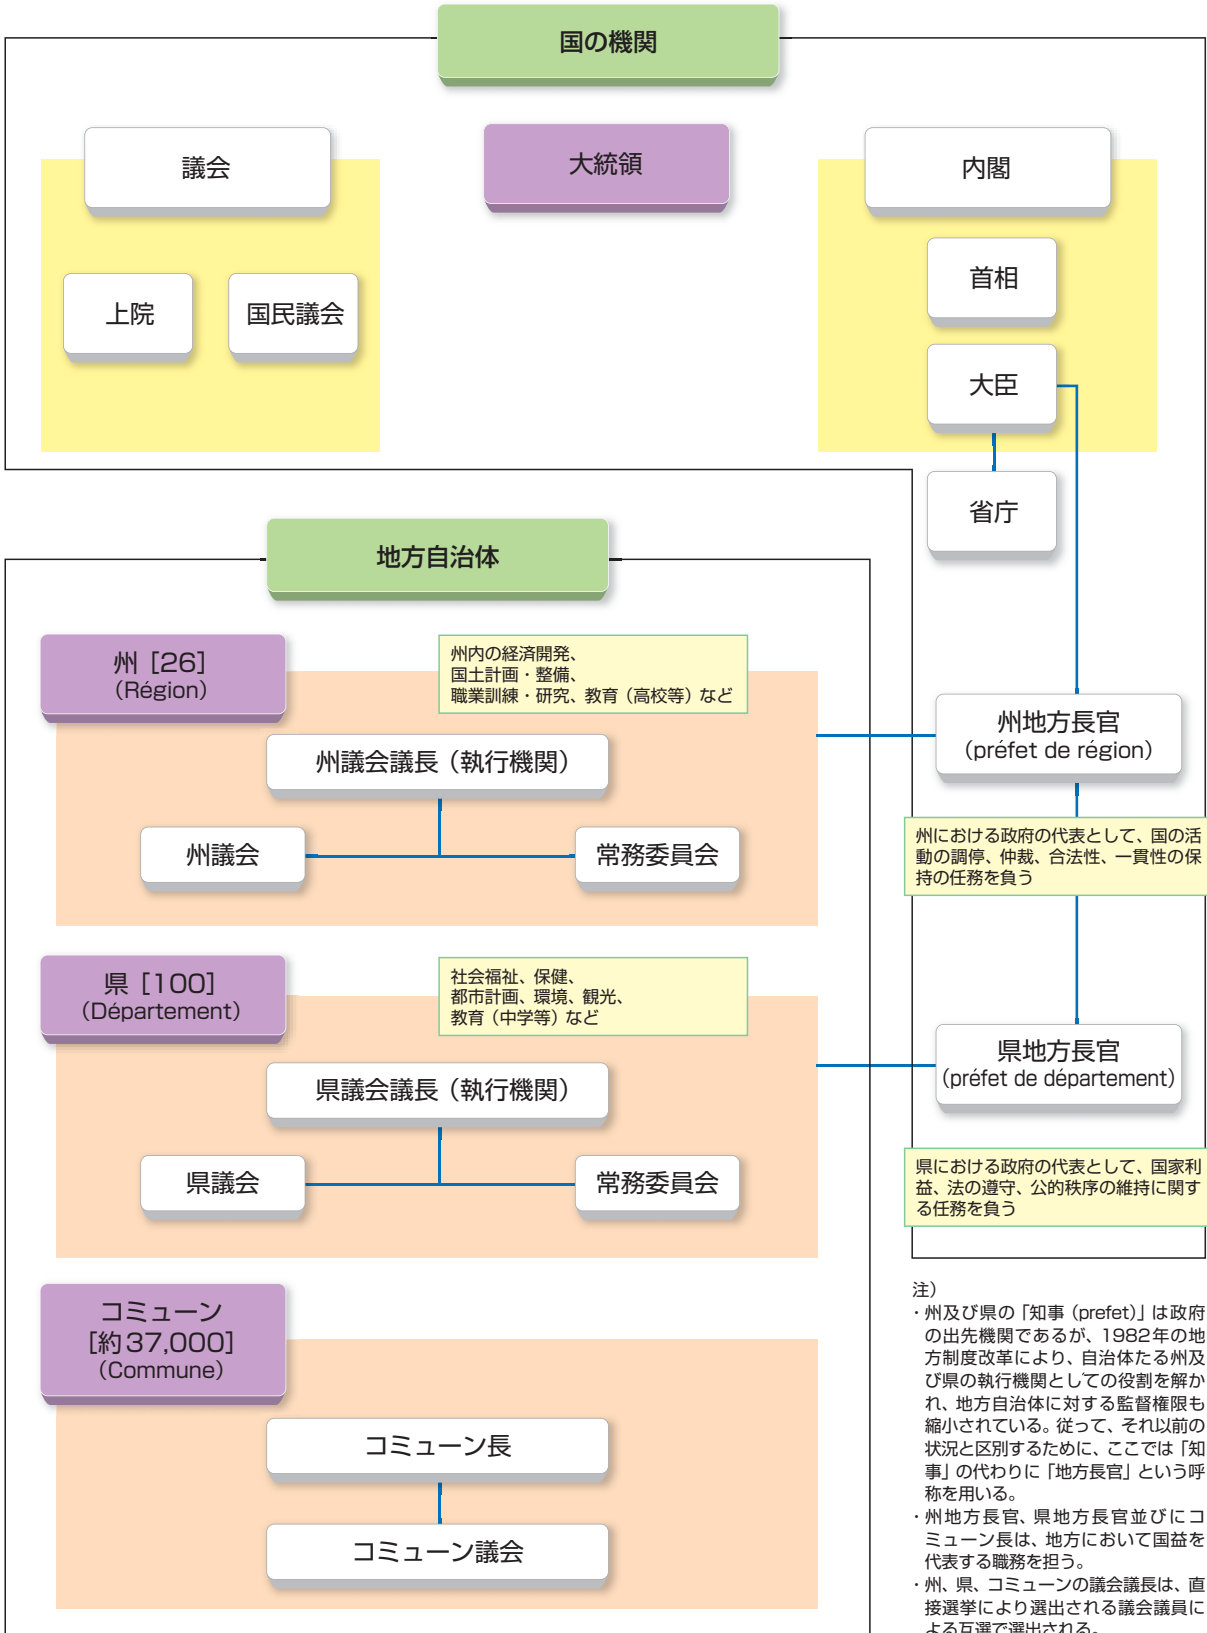 国の機関
議会
大統領
内閣
上院
国民議会
首相
大臣
省庁
地方自治体
州 [26]
(Région)
州内の経済開発、
国土計画・整備、
職業訓練・研究、教育（高校等）など
州議会議長（執行機関）
州議会
常務委員会
州地方長官
(préfet de région)
州における政府の代表として、国の活
動の調停、仲裁、合法性、一貫性の保
持の任務を負う
県 [100]
(Département)
社会福祉、保健、
都市計画、環境、観光、
教育（中学等）など
県議会議長（執行機関）
県議会
常務委員会
県地方長官
(préfet de département)
県における政府の代表として、国家利
益、法の遵守、公的秩序の維持に関す
る任務を負う
コミューン
[約37,000]
(Commune)
コミューン長
コミューン議会
注）
・州及び県の「知事 (prefet)」は政府
の出先機関であるが、1982年の地
方制度改革により、自治体たる州及
び県の執行機関としての役割を解か
れ、地方自治体に対する監督権限も
縮小されている。従って、それ以前の
状況と区別するために、ここでは「知
事」の代わりに「地方長官」という呼
称を用いる。
・州地方長官、県地方長官並びにコ
ミューン長は、地方において国益を
代表する職務を担う。
・州、県、コミューンの議会議長は、直
接選挙により選出される議会議員に
よる互選で選出される。